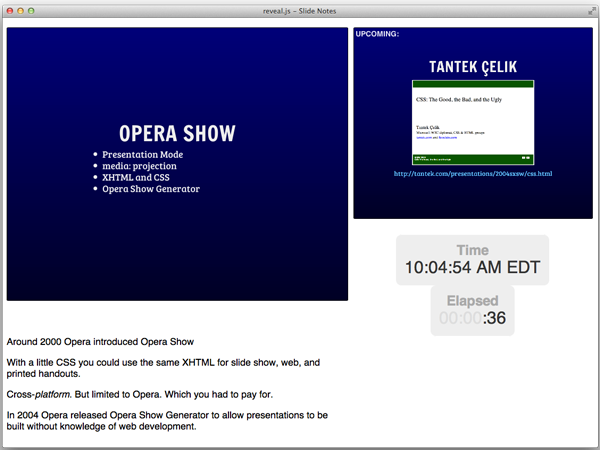 reveal.js - Slide Notes
OPERA SHOW
Presentation Mode
media: projection
XHTML and CSS
Opera Show Generator
UPCOMING:
TANTEK ÇELIK
CSS: The Good, the Bad, and the Ugly
Tantek Çelik
http://tantek.com/presentations/2004sxsw/css.html
Time
10:04:54 AM EDT
Elapsed
00:00:36
Around 2000 Opera introduced Opera Show
With a little CSS you could use the same XHTML for slide show, web, and
printed handouts.
Cross-platform. But limited to Opera. Which you had to pay for.
In 2004 Opera released Opera Show Generator to allow presentations to be
built without knowledge of web development.